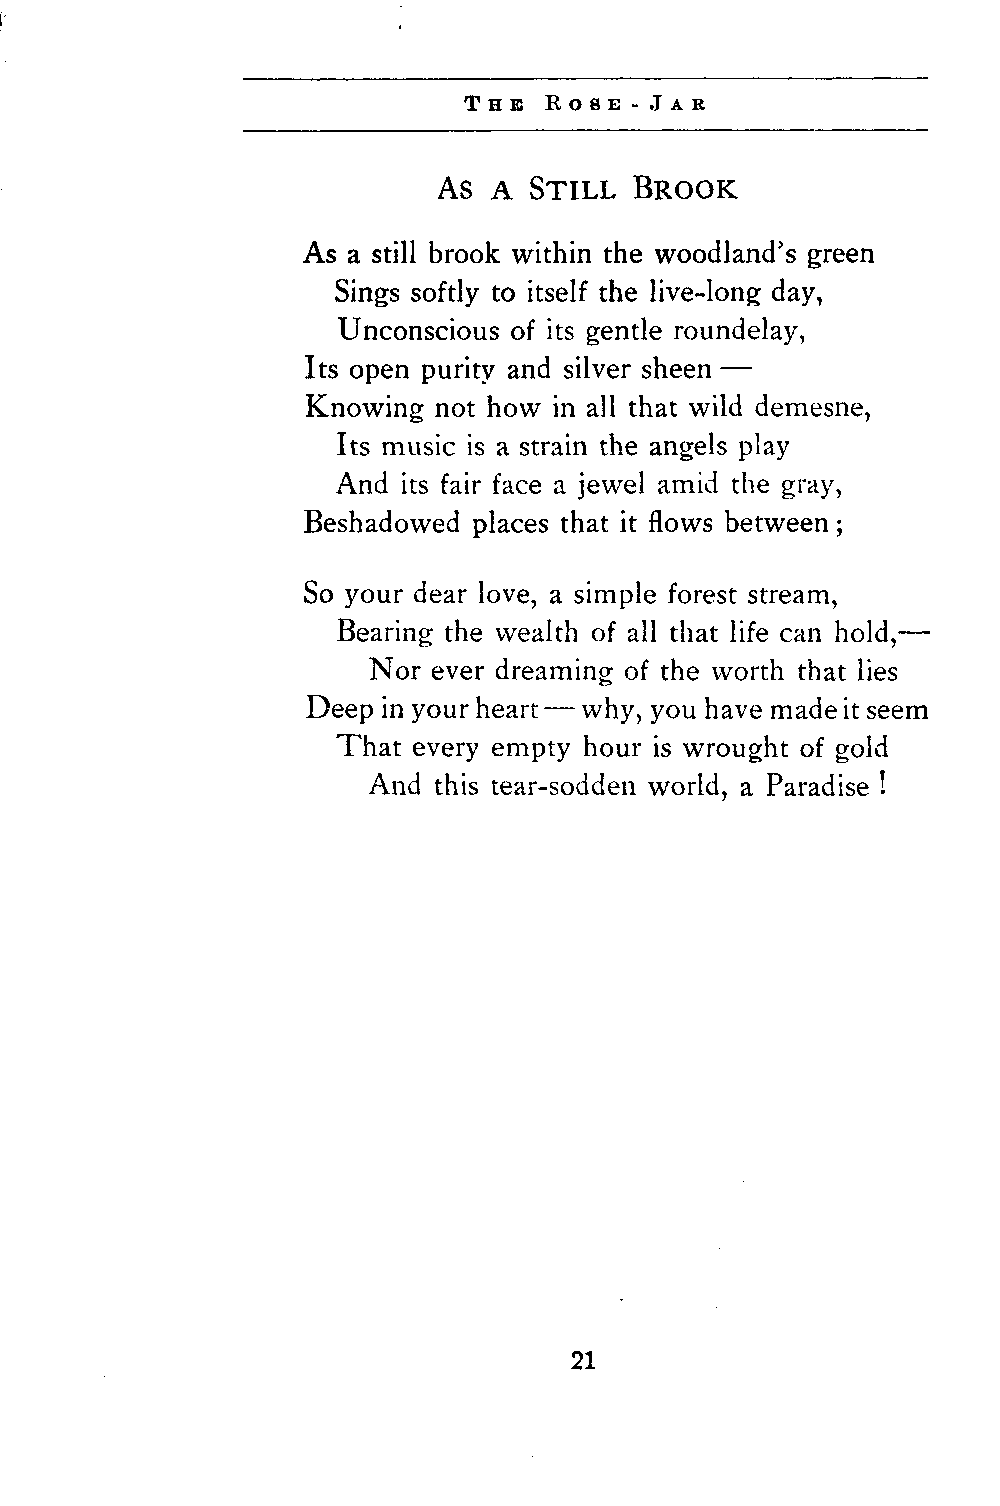 The Rose-Jar
As a Still Brook
As a still brook within the woodland's green
Sings softly to itself the live-long day,
Unconscious of its gentle roundelay,
Its open purity and silver sheen —
Knowing not how in all that wild demesne,
Its music is a strain the angels play
And its fair face a jewel amid the gray,
Beshadowed places that it flows between ;
So your dear love, a simple forest stream,
Bearing the wealth of all that life can hold,—
Nor ever dreaming of the worth that lies
Deep in your heart — why, you have made it seem
That every empty hour is wrought of gold
And this tear-sodden world, a Paradise !
21